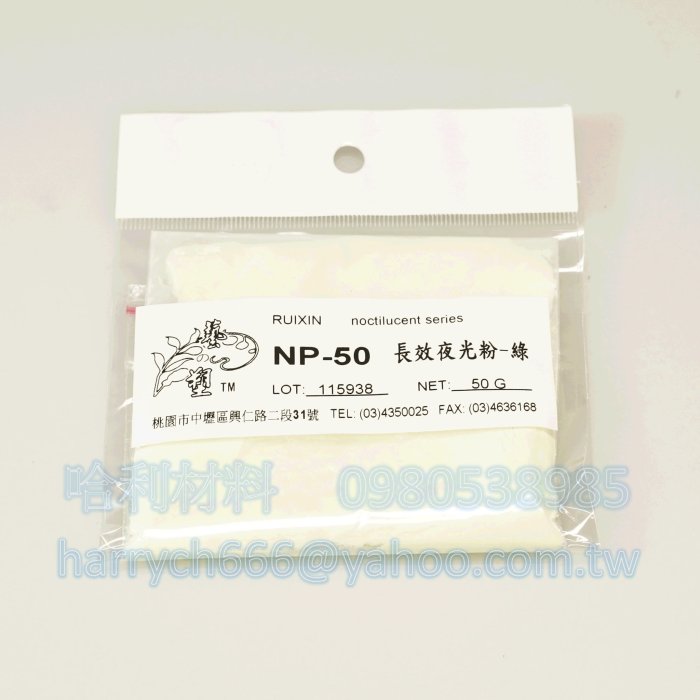 RUIXIN noctilucent series
藝塑 TM
NP-50 長效夜光粉-綠
LOT: 115938 NET: 50 G
桃園市中壢區興仁路二段31號 TEL: (03)4350025 FAX: (03)4636168
哈利材料 0980538985
harrych666@yahoo.com.tw